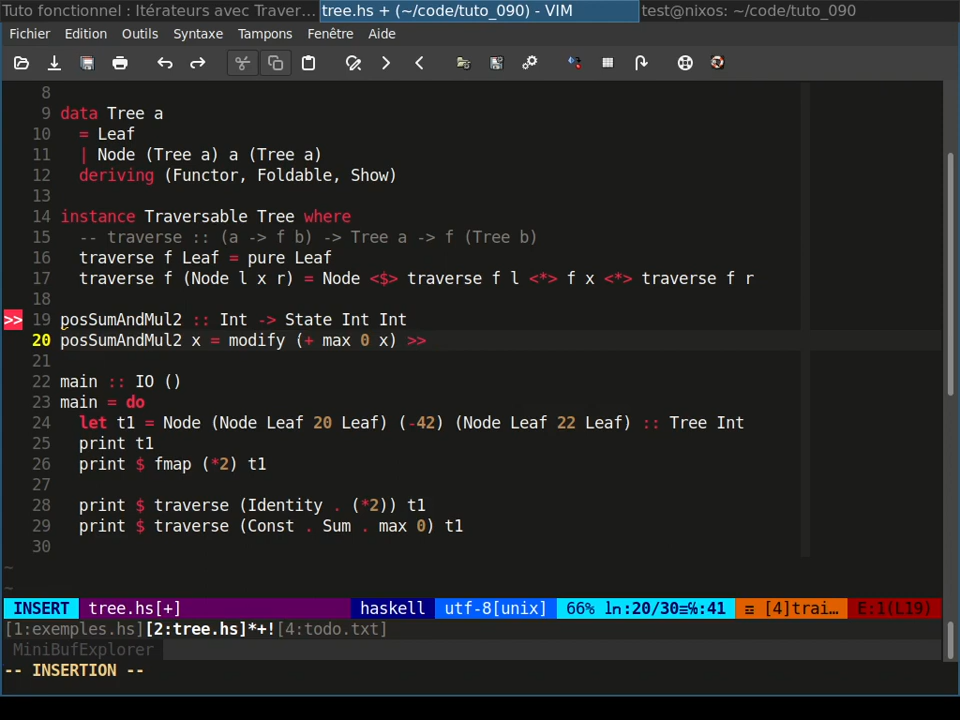 Tuto fonctionnel : Itérateurs avec Traver... tree.hs + (~/code/tuto_090) - VIM test@nixos: ~/code/tuto_090
Fichier Edition Outils Syntaxe Tampons Fenêtre Aide
8
9 data Tree a
10   = Leaf
11   | Node (Tree a) a (Tree a)
12   deriving (Functor, Foldable, Show)
13
14 instance Traversable Tree where
15   -- traverse :: (a -> f b) -> Tree a -> f (Tree b)
16   traverse f Leaf = pure Leaf
17   traverse f (Node l x r) = Node <$> traverse f l <*> f x <*> traverse f r
18
>> 19 posSumAndMul2 :: Int -> State Int Int
20 posSumAndMul2 x = modify (+ max 0 x) >>
21
22 main :: IO ()
23 main = do
24   let t1 = Node (Node Leaf 20 Leaf) (-42) (Node Leaf 22 Leaf) :: Tree Int
25   print t1
26   print $ fmap (*2) t1
27
28   print $ traverse (Identity . (*2)) t1
29   print $ traverse (Const . Sum . max 0) t1
30
~
~
INSERT tree.hs[+] haskell utf-8[unix] 66% ln:20/30≡℅:41 ☲ [4]trai… E:1(L19)
[1:exemples.hs][2:tree.hs]*+![4:todo.txt]
MiniBufExplorer
-- INSERTION --